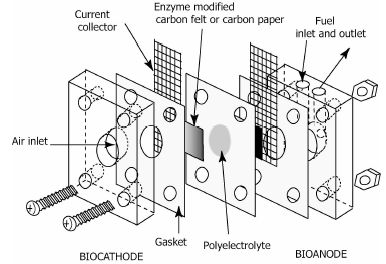 Current
collector
Enzyme modified
carbon felt or carbon paper
Fuel
inlet and outlet
Air inlet
Gasket
Polyelectrolyte
BIOCATHODE
BIOANODE